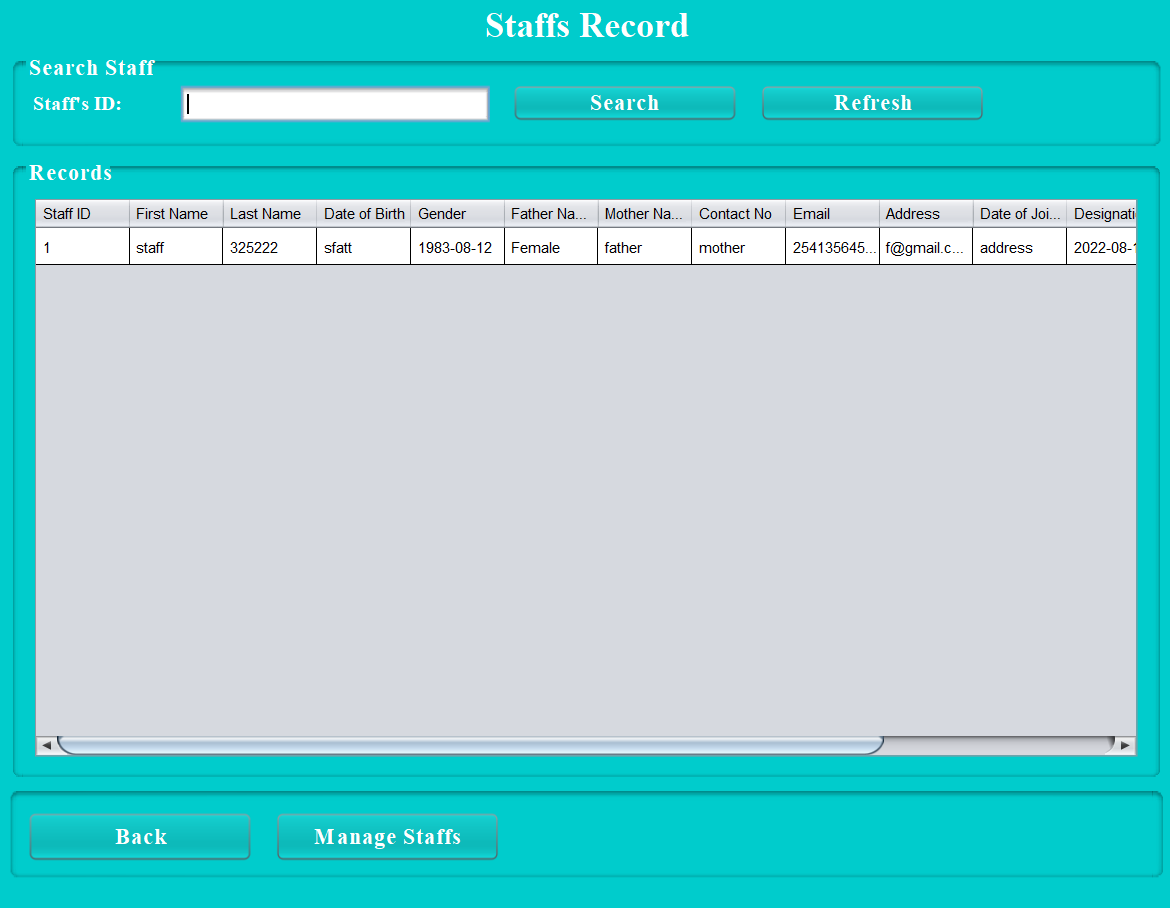 Staffs Record
Search Staff
Staff's ID: Search Refresh
Records
Staff ID First Name Last Name Date of Birth Gender Father Na... Mother Na... Contact No Email Address Date of Joi... Designati
1 staff 325222 sfatt 1983-08-12 Female father mother 254135645... f@gmail.c... address 2022-08-1
Back Manage Staffs